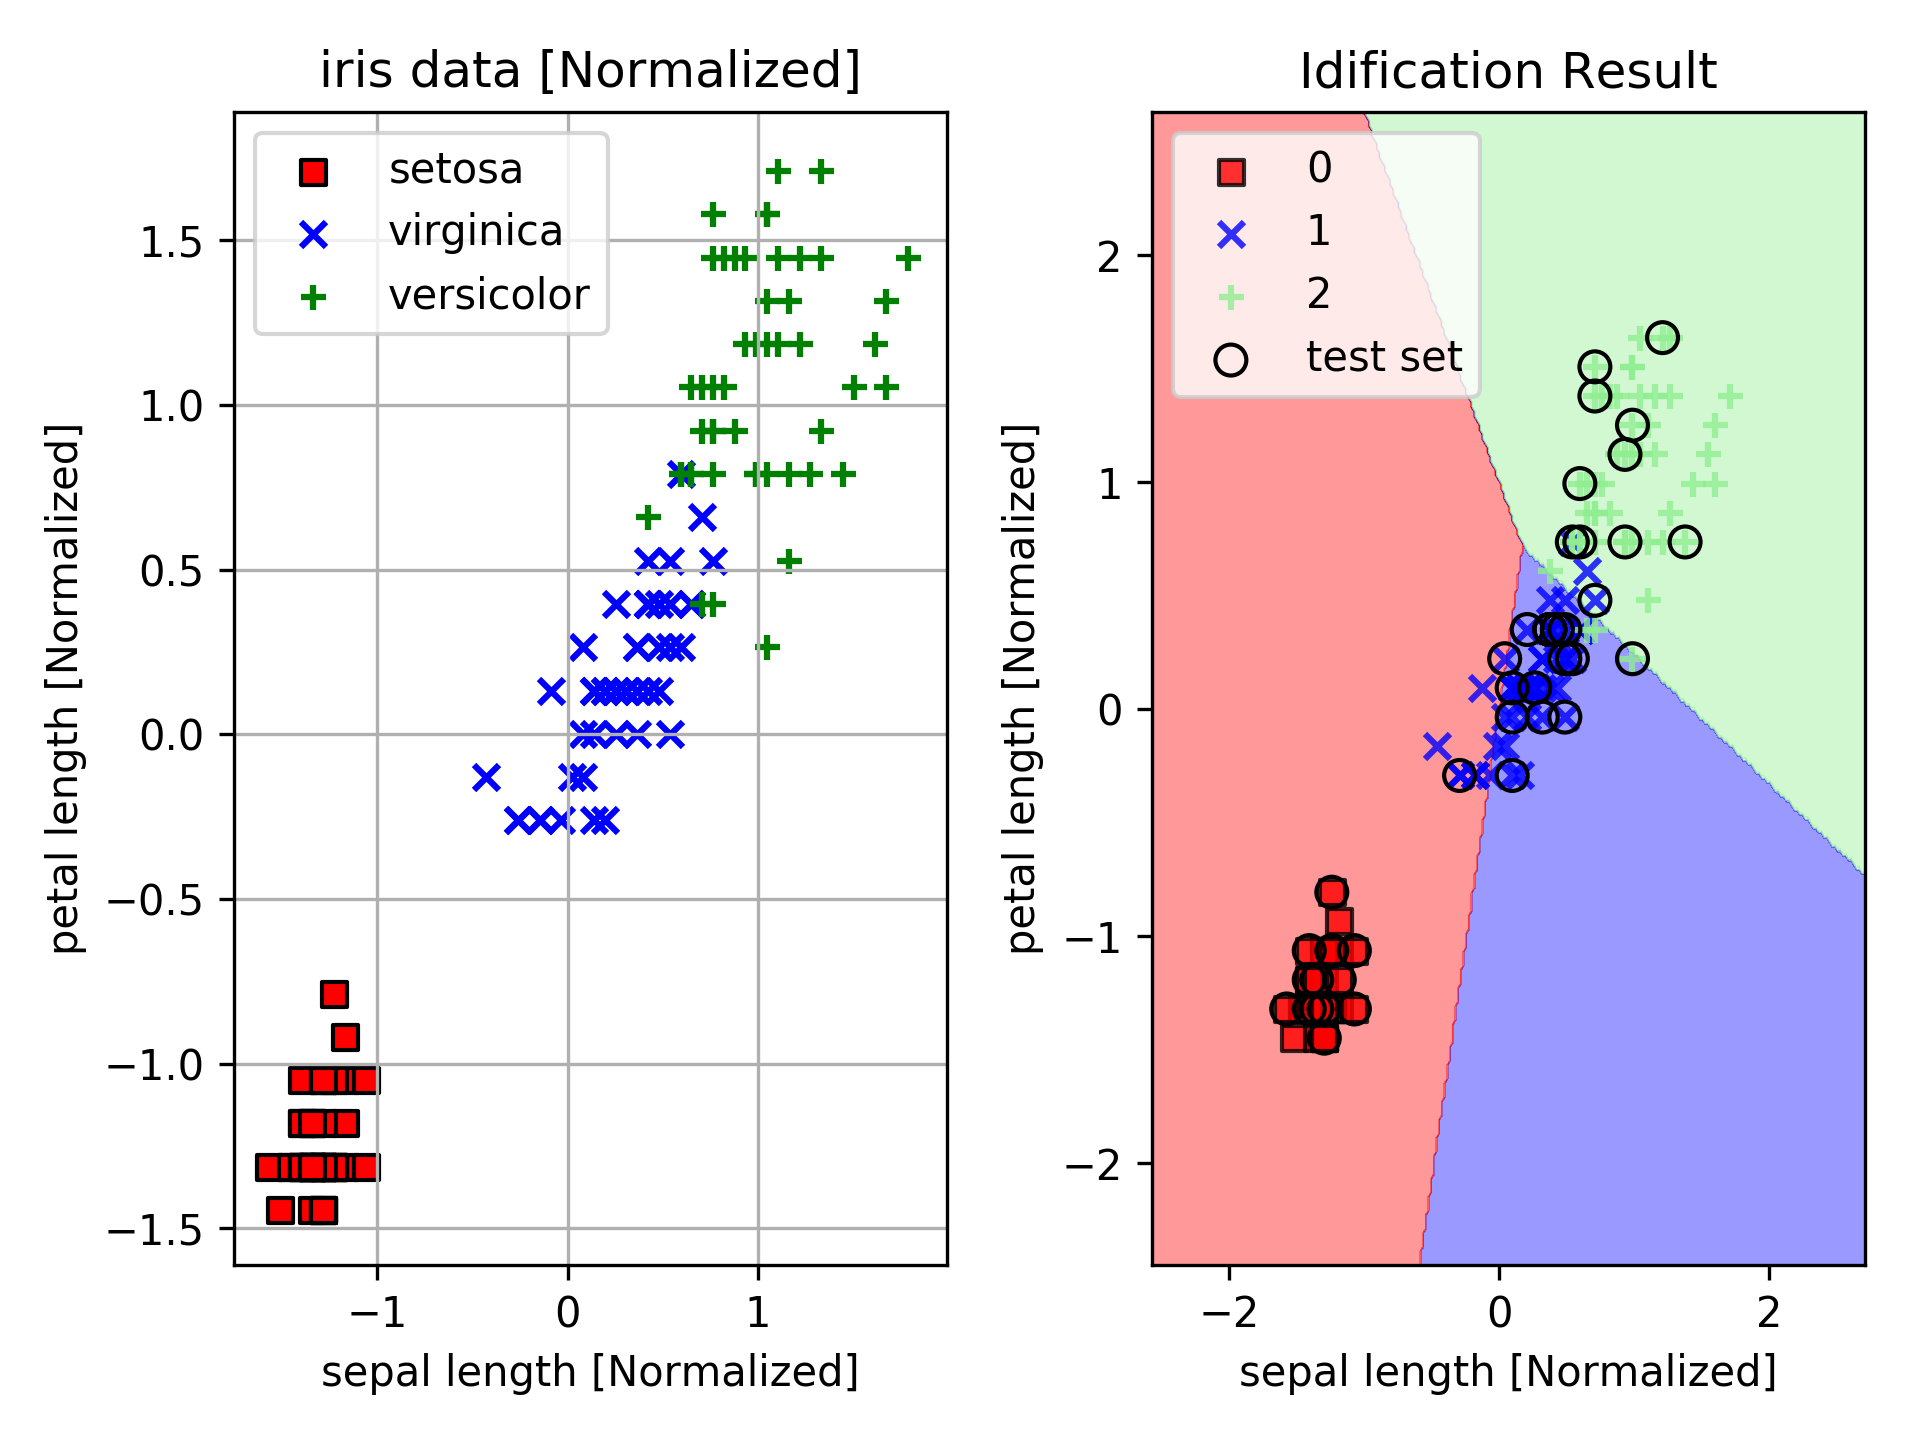 iris data [Normalized]
setosa
virginica
versicolor
1.5
1.0
0.5
0.0
−0.5
−1.0
−1.5
petal length [Normalized]
−1
0
1
sepal length [Normalized]
Idification Result
0
1
2
test set
2
1
0
−1
−2
petal length [Normalized]
−2
0
2
sepal length [Normalized]